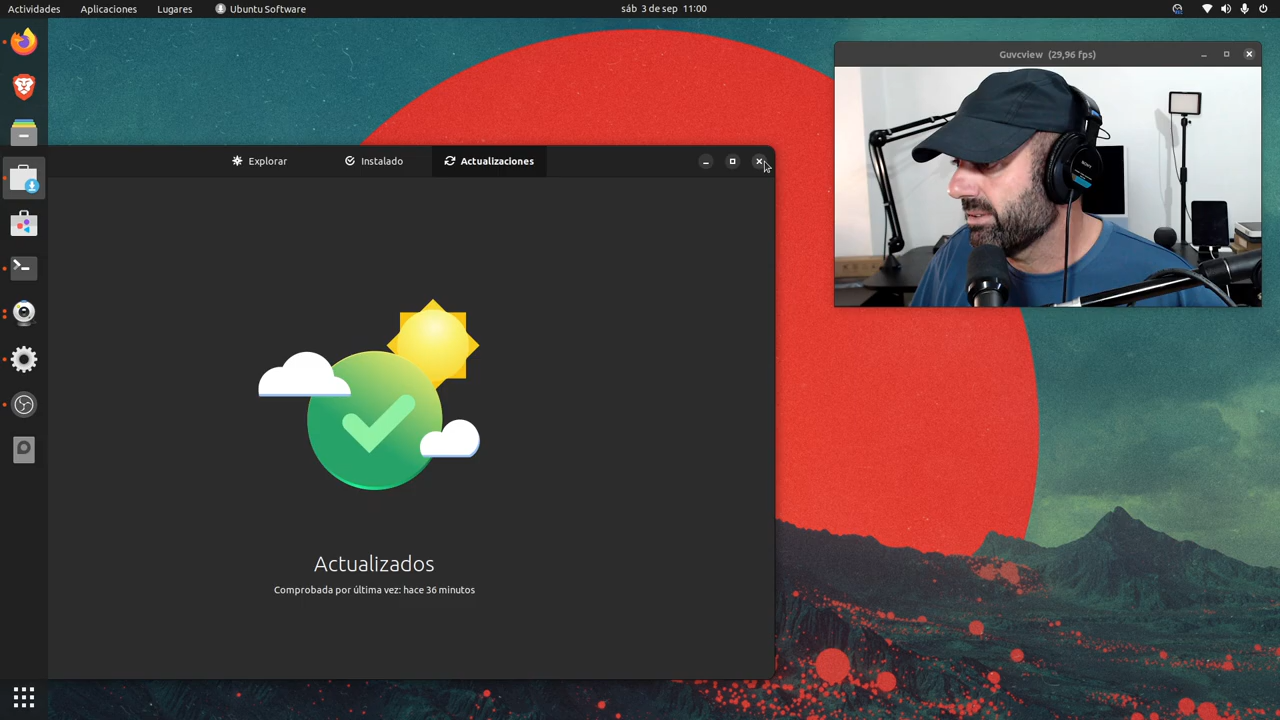 Actividades Aplicaciones Lugares Ubuntu Software sáb 3 de sep 11:00
Guvcview (29,96 fps)
SONY
Explorar Instalado Actualizaciones
Actualizados
Comprobada por última vez: hace 36 minutos